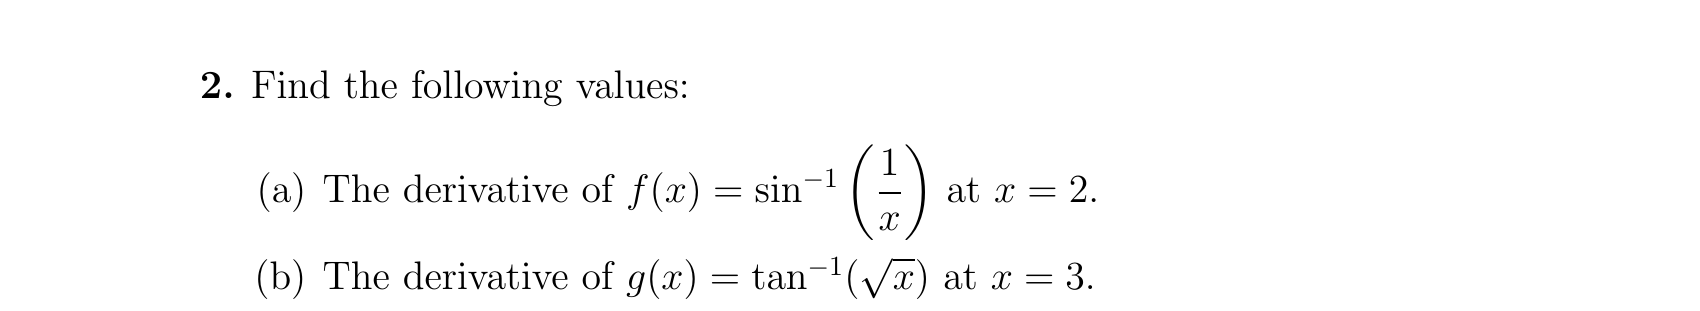 2. Find the following values:
(a) The derivative of f(x) = sin⁻¹(1/x) at x = 2.
(b) The derivative of g(x) = tan⁻¹(√x) at x = 3.